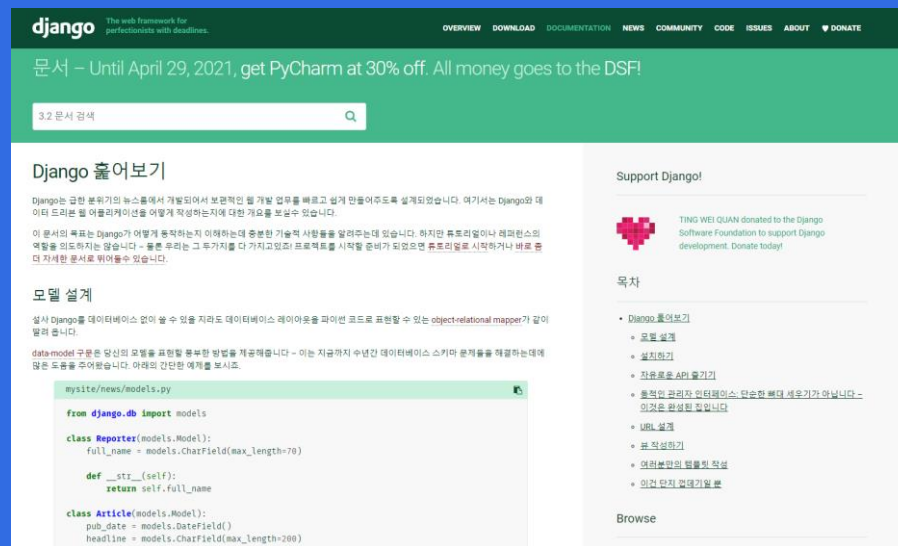 django
The web framework for
perfectionists with deadlines.
OVERVIEW DOWNLOAD DOCUMENTATION NEWS COMMUNITY CODE ISSUES ABOUT ♥ DONATE
문서 – Until April 29, 2021, get PyCharm at 30% off. All money goes to the DSF!
3.2 문서 검색
Django 훑어보기
Django는 급한 분위기의 뉴스룸에서 개발되어서 보편적인 웹 개발 업무를 빠르고 쉽게 만들어주도록 설계되었습니다. 여기서는 Django와 데
이터 드리븐 웹 어플리케이션을 어떻게 작성하는지에 대한 개요를 보실수 있습니다.
이 문서의 목표는 Django가 어떻게 동작하는지 이해하는데 충분한 기술적 사항들을 알려주는데 있습니다. 하지만 튜토리얼이나 레퍼런스의
역할을 의도하지는 않습니다 – 물론 우리는 그 두가지를 다 가지고있죠! 프로젝트를 시작할 준비가 되었으면 튜토리얼로 시작하거나 바로 좀
더 자세한 문서로 뛰어들수 있습니다.
모델 설계
설사 Django를 데이터베이스 없이 쓸 수 있을 지라도 데이터베이스 레이아웃을 파이썬 코드로 표현할 수 있는 object-relational mapper가 같이
딸려 옵니다.
data-model 구문은 당신의 모델을 표현할 풍부한 방법을 제공해줍니다 – 이는 지금까지 수년간 데이터베이스 스키마 문제들을 해결하는데에
많은 도움을 주어왔습니다. 아래의 간단한 예제를 보시죠.
mysite/news/models.py
from django.db import models
class Reporter(models.Model):
full_name = models.CharField(max_length=70)
def __str__(self):
return self.full_name
class Article(models.Model):
pub_date = models.DateField()
headline = models.CharField(max_length=200)
Support Django!
TING WEI QUAN donated to the Django
Software Foundation to support Django
development. Donate today!
목차
Django 훑어보기
모델 설계
설치하기
자유로운 API 즐기기
동적인 관리자 인터페이스: 단순한 뼈대 세우기가 아닙니다 –
이것은 완성된 집입니다
URL 설계
뷰 작성하기
여러분만의 템플릿 작성
이건 단지 껍데기일 뿐
Browse